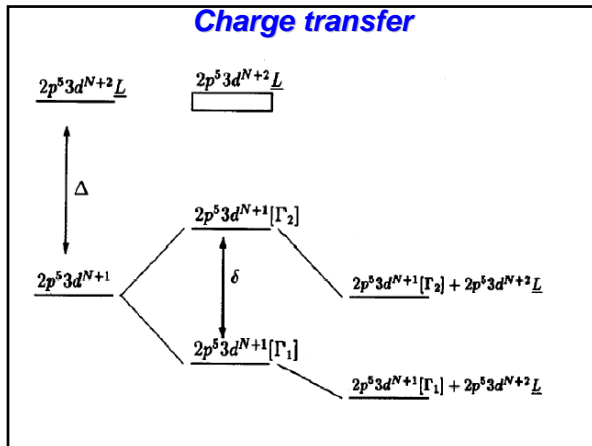 Charge transfer
2p⁵3d^{N+2}L̲ 2p⁵3d^{N+2}L̲
Δ
2p⁵3d^{N+1}[Γ₂]
2p⁵3d^{N+1}
δ
2p⁵3d^{N+1}[Γ₂] + 2p⁵3d^{N+2}L̲
2p⁵3d^{N+1}[Γ₁]
2p⁵3d^{N+1}[Γ₁] + 2p⁵3d^{N+2}L̲